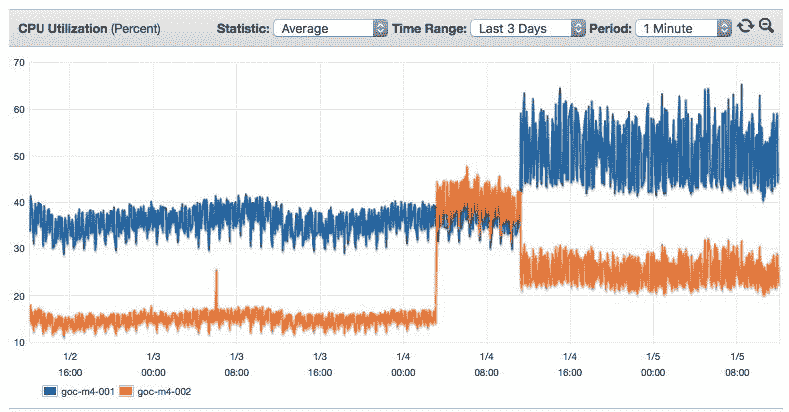 CPU Utilization (Percent) Statistic: Average Time Range: Last 3 Days Period: 1 Minute
70
60
50
40
30
20
10
1/2 1/3 1/3 1/3 1/4 1/4 1/4 1/5 1/5
16:00 00:00 08:00 16:00 00:00 08:00 16:00 00:00 08:00
goc-m4-001 goc-m4-002